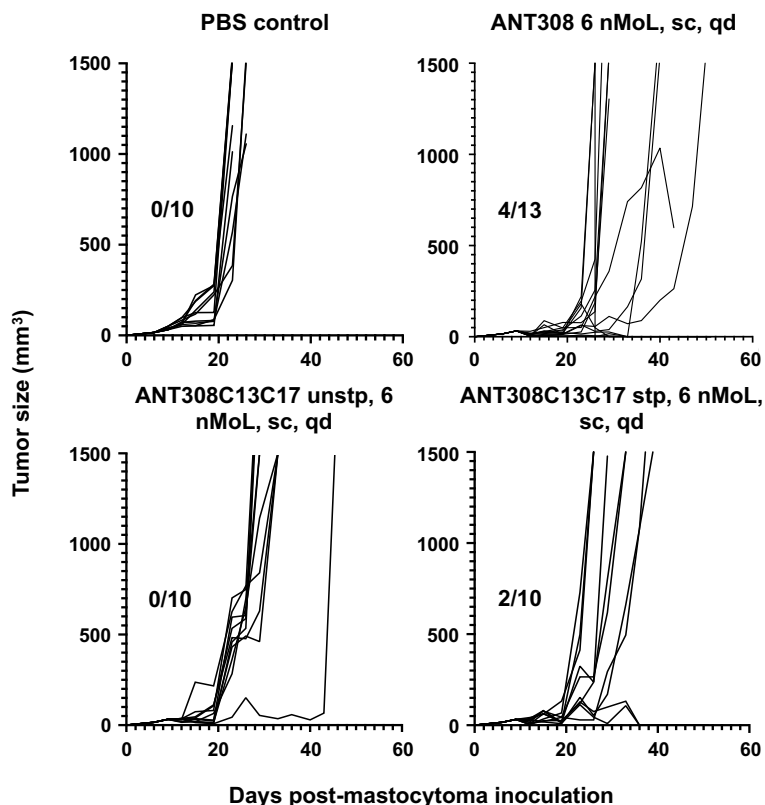 PBS control
ANT308 6 nMoL, sc, qd
1500
1000
500
0
0/10
0 20 40 60
1500
1000
500
0
4/13
0 20 40 60
ANT308C13C17 unstp, 6
nMoL, sc, qd
ANT308C13C17 stp, 6 nMoL,
sc, qd
1500
1000
500
0
0/10
0 20 40 60
1500
1000
500
0
2/10
0 20 40 60
Tumor size (mm³)
Days post-mastocytoma inoculation